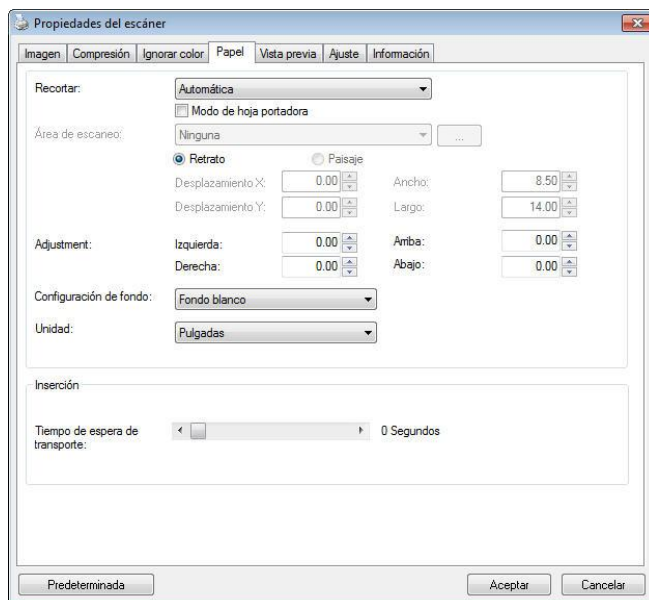 Propiedades del escáner
Imagen Compresión Ignorar color Papel Vista previa Ajuste Información
Recortar: Automática
Modo de hoja portadora
Área de escaneo: Ninguna ...
Retrato Paisaje
Desplazamiento X: 0.00 Ancho: 8.50
Desplazamiento Y: 0.00 Largo: 14.00
Adjustment: Izquierda: 0.00 Arriba: 0.00
Derecha: 0.00 Abajo: 0.00
Configuración de fondo: Fondo blanco
Unidad: Pulgadas
Inserción
Tiempo de espera de transporte: 0 Segundos
Predeterminada Aceptar Cancelar